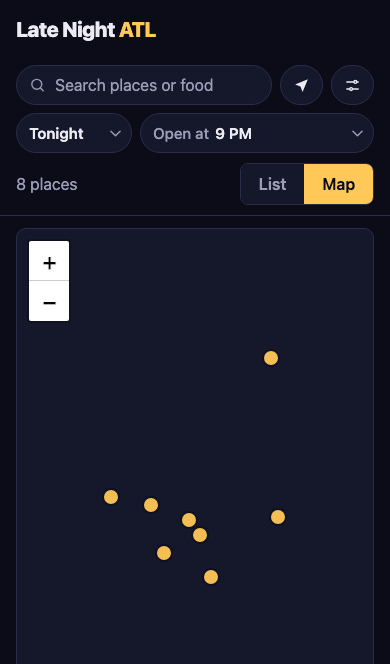 Late Night ATL
Search places or food
Tonight
Open at 9 PM
8 places
List
Map
+
−